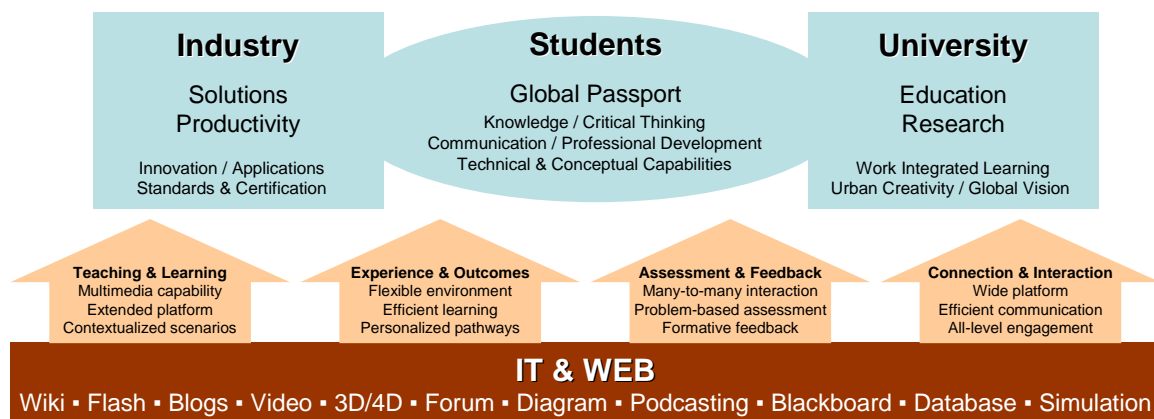 Industry
Solutions
Productivity
Innovation / Applications
Standards & Certification
Students
Global Passport
Knowledge / Critical Thinking
Communication / Professional Development
Technical & Conceptual Capabilities
University
Education
Research
Work Integrated Learning
Urban Creativity / Global Vision
Teaching & Learning
Multimedia capability
Extended platform
Contextualized scenarios
Experience & Outcomes
Flexible environment
Efficient learning
Personalized pathways
Assessment & Feedback
Many-to-many interaction
Problem-based assessment
Formative feedback
Connection & Interaction
Wide platform
Efficient communication
All-level engagement
IT & WEB
Wiki ▪ Flash ▪ Blogs ▪ Video ▪ 3D/4D ▪ Forum ▪ Diagram ▪ Podcasting ▪ Blackboard ▪ Database ▪ Simulation